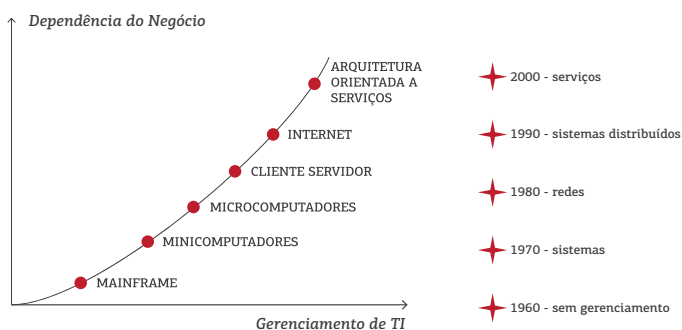 Dependência do Negócio
ARQUITETURA
ORIENTADA A
SERVIÇOS
INTERNET
CLIENTE SERVIDOR
MICROCOMPUTADORES
MINICOMPUTADORES
MAINFRAME
Gerenciamento de TI
2000 - serviços
1990 - sistemas distribuídos
1980 - redes
1970 - sistemas
1960 - sem gerenciamento